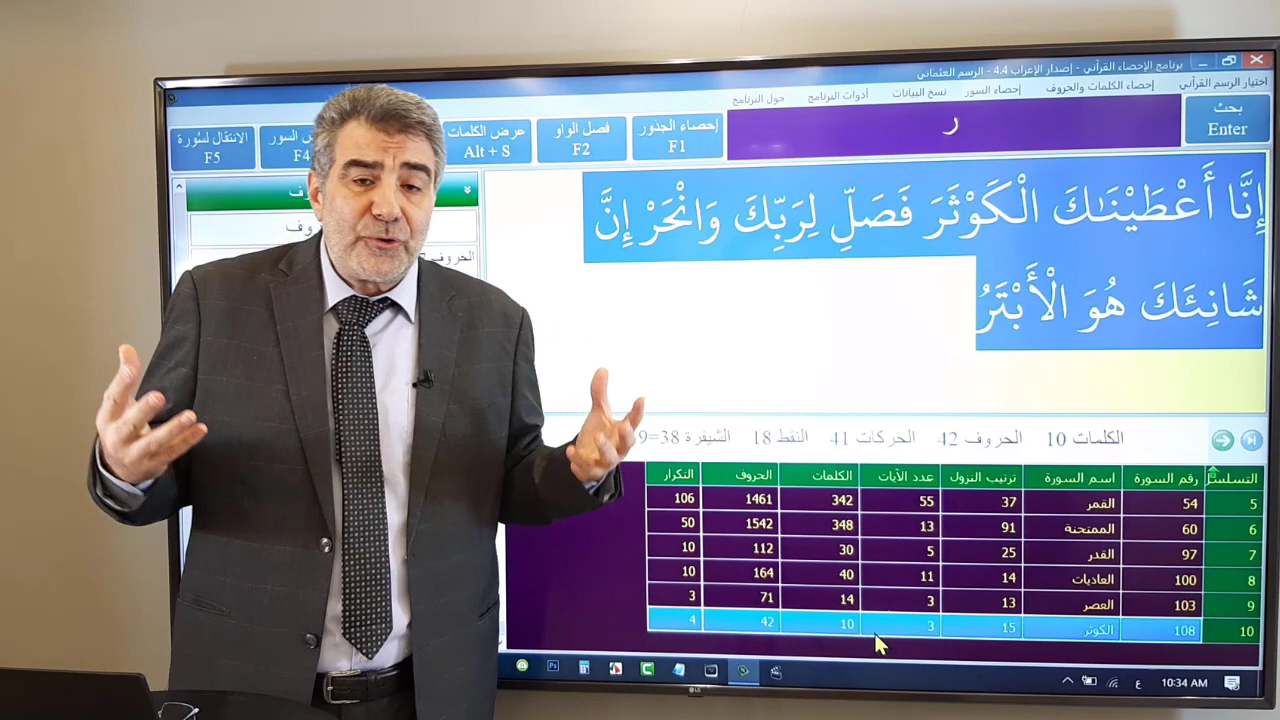 برنامج الإحصاء القرآني - إصدار الإعراب 4.4 - الرسم العثماني
اختيار الرسم القرآني إحصاء الكلمات والحروف إحصاء السور نسخ البيانات أدوات البرنامج حول البرنامج
بحث
Enter
ر
إحصاء الجذور
F1
فصل الواو
F2
عرض الكلمات
Alt + S
السور
F4
الانتقال لسورة
F5
الحروف
إِنَّا أَعْطَيْنَٰكَ الْكَوْثَرَ فَصَلِّ لِرَبِّكَ وَانْحَرْ إِنَّ
شَانِئَكَ هُوَ الْأَبْتَرُ
الكلمات 10 الحروف 42 الحركات 41 النقط 18 الشيفرة 38=9
التسلسل رقم السورة اسم السورة ترتيب النزول عدد الآيات الكلمات الحروف التكرار
5 54 القمر 37 55 342 1461 106
6 60 الممتحنة 91 13 348 1542 50
7 97 القدر 25 5 30 112 10
8 100 العاديات 14 11 40 164 10
9 103 العصر 13 3 14 71 3
10 108 الكوثر 15 3 10 42 4
ع 10:34 AM
LG